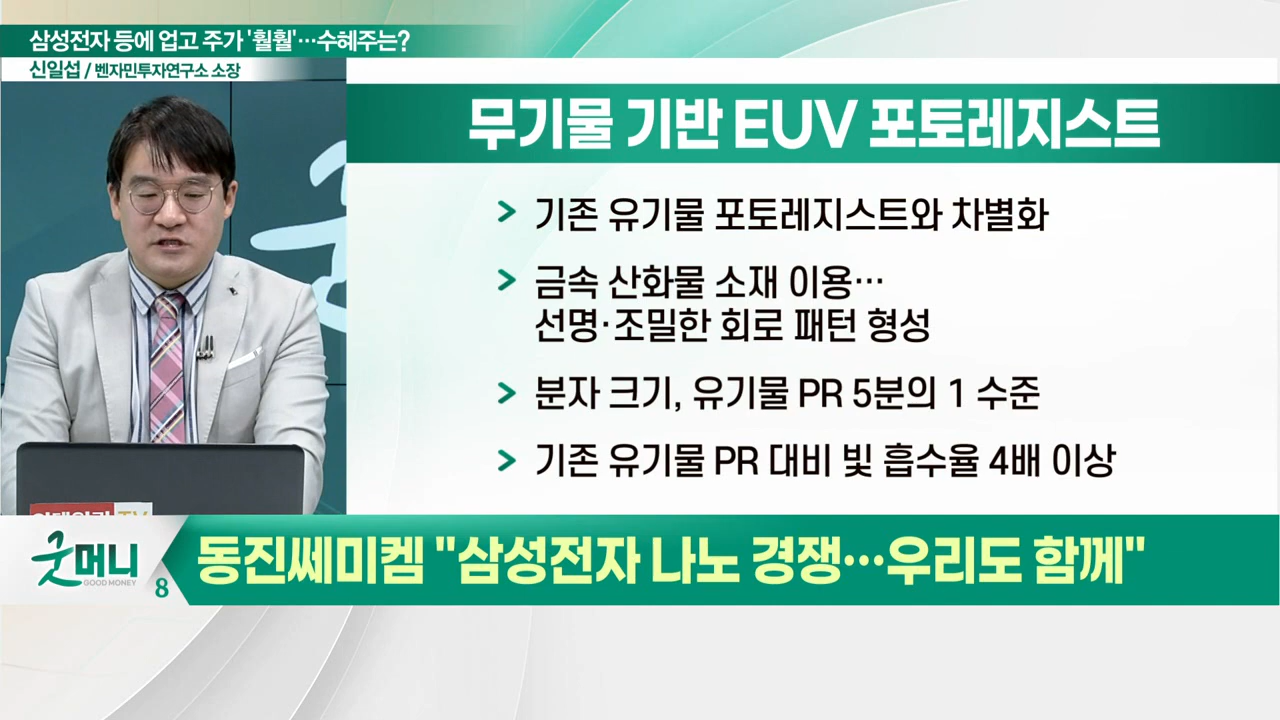 삼성전자 등에 업고 주가 '훨훨'…수혜주는?
신일섭 / 벤자민투자연구소 소장
무기물 기반 EUV 포토레지스트
> 기존 유기물 포토레지스트와 차별화
> 금속 산화물 소재 이용…
선명·조밀한 회로 패턴 형성
> 분자 크기, 유기물 PR 5분의 1 수준
> 기존 유기물 PR 대비 빛 흡수율 4배 이상
굿머니
GOOD MONEY
8
동진쎄미켐 "삼성전자 나노 경쟁…우리도 함께"